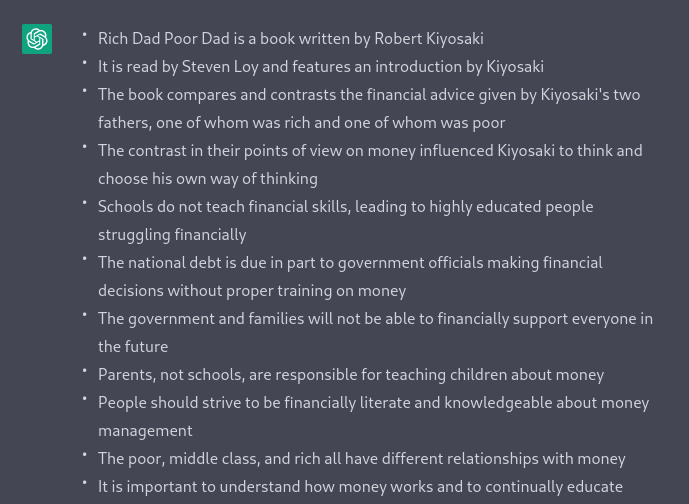 • Rich Dad Poor Dad is a book written by Robert Kiyosaki
• It is read by Steven Loy and features an introduction by Kiyosaki
• The book compares and contrasts the financial advice given by Kiyosaki's two
fathers, one of whom was rich and one of whom was poor
• The contrast in their points of view on money influenced Kiyosaki to think and
choose his own way of thinking
• Schools do not teach financial skills, leading to highly educated people
struggling financially
• The national debt is due in part to government officials making financial
decisions without proper training on money
• The government and families will not be able to financially support everyone in
the future
• Parents, not schools, are responsible for teaching children about money
• People should strive to be financially literate and knowledgeable about money
management
• The poor, middle class, and rich all have different relationships with money
• It is important to understand how money works and to continually educate